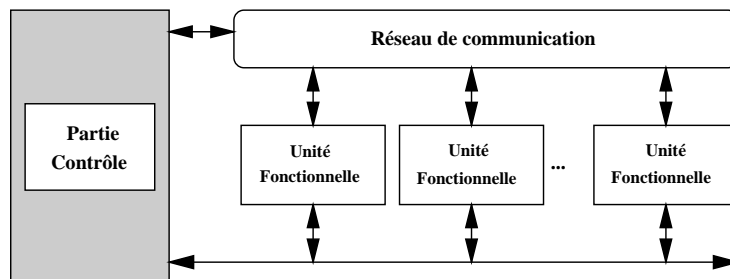 Réseau de communication
Partie
Contrôle
Unité
Fonctionnelle
Unité
Fonctionnelle
...
Unité
Fonctionnelle